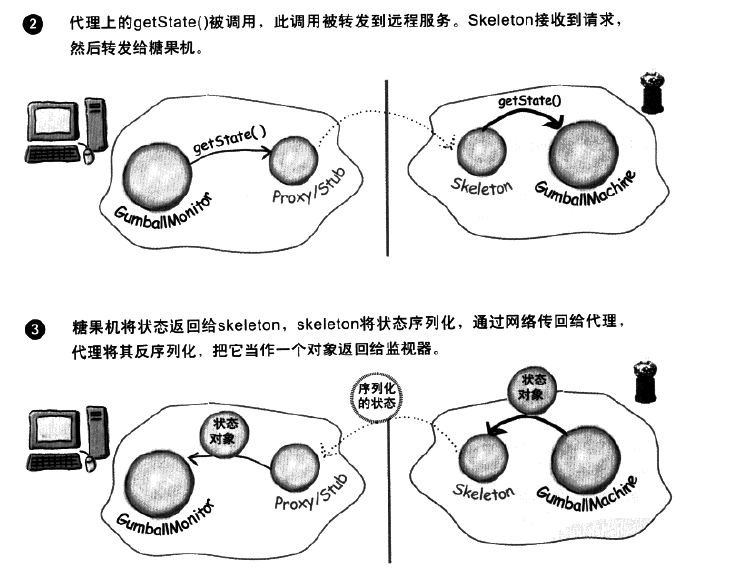 2 代理上的getState()被调用，此调用被转发到远程服务。Skeleton接收到请求，
然后转发给糖果机。
getState()
getState()
GumballMonitor
Proxy/Stub
Skeleton
GumballMachine
3 糖果机将状态返回给skeleton，skeleton将状态序列化，通过网络传回给代理，
代理将其反序列化，把它当作一个对象返回给监视器。
序列化
的状态
状态
对象
状态
对象
GumballMonitor
Proxy/Stub
Skeleton
GumballMachine